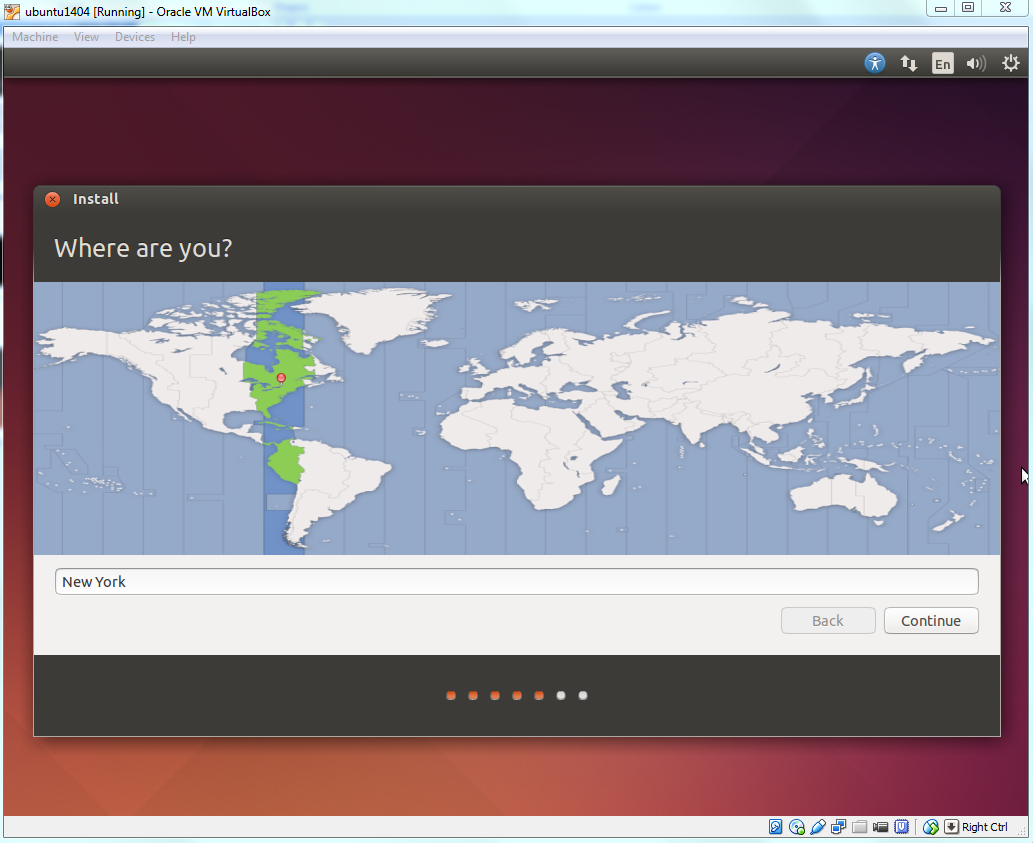 ubuntu1404 [Running] - Oracle VM VirtualBox
Machine View Devices Help
En
Install
Where are you?
New York
Back Continue
Right Ctrl